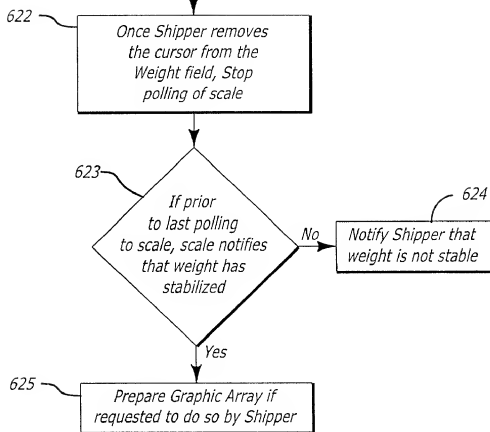 622
Once Shipper removes
the cursor from the
Weight field, Stop
polling of scale
623
If prior
to last polling
to scale, scale notifies
that weight has
stabilized
No
624
Notify Shipper that
weight is not stable
Yes
625
Prepare Graphic Array if
requested to do so by Shipper